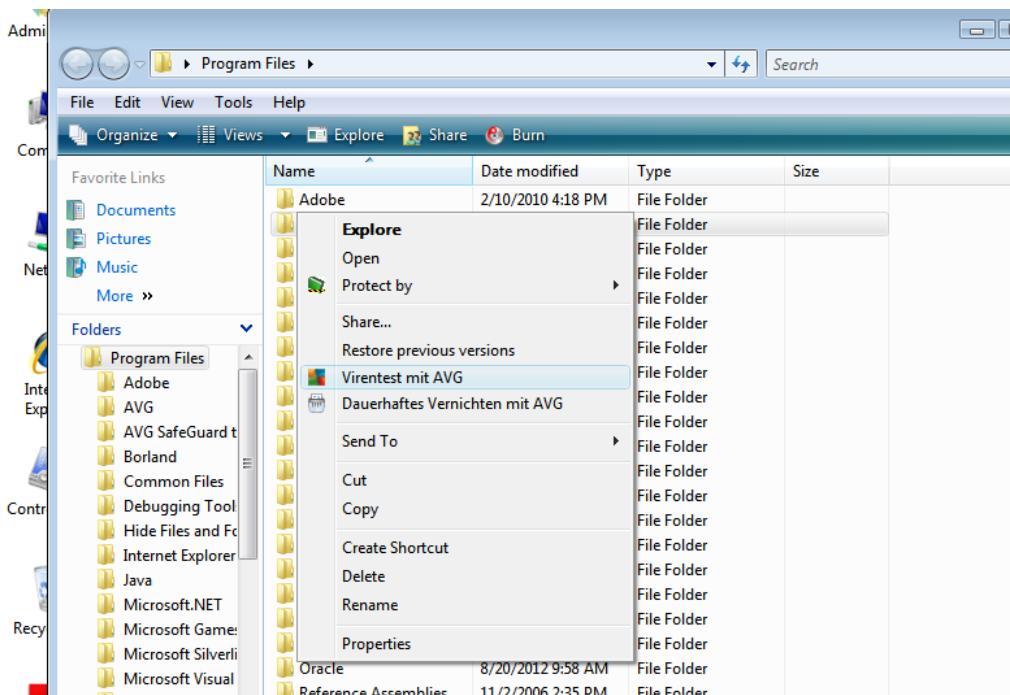 Admi
Program Files
Search
File Edit View Tools Help
Organize Views Explore Share Burn
Com
Favorite Links
Name Date modified Type Size
Documents
Adobe 2/10/2010 4:18 PM File Folder
Pictures
Explore File Folder
Music
Open File Folder
Net
More »
Protect by File Folder
File Folder
Folders
Share... File Folder
Program Files
Restore previous versions File Folder
Adobe
Virentest mit AVG File Folder
Inte
Exp
AVG
Dauerhaftes Vernichten mit AVG File Folder
AVG SafeGuard t
File Folder
Borland
Send To File Folder
Common Files
File Folder
Contr
Debugging Tool
Cut File Folder
Hide Files and Fo
Copy File Folder
Internet Explorer
Create Shortcut File Folder
Java
Delete File Folder
Microsoft.NET
Rename File Folder
Recy
Microsoft Games
File Folder
Microsoft Silverli
Properties File Folder
Microsoft Visual
Oracle 8/20/2012 9:58 AM File Folder
Reference Assemblies 11/2/2006 2:35 PM File Folder